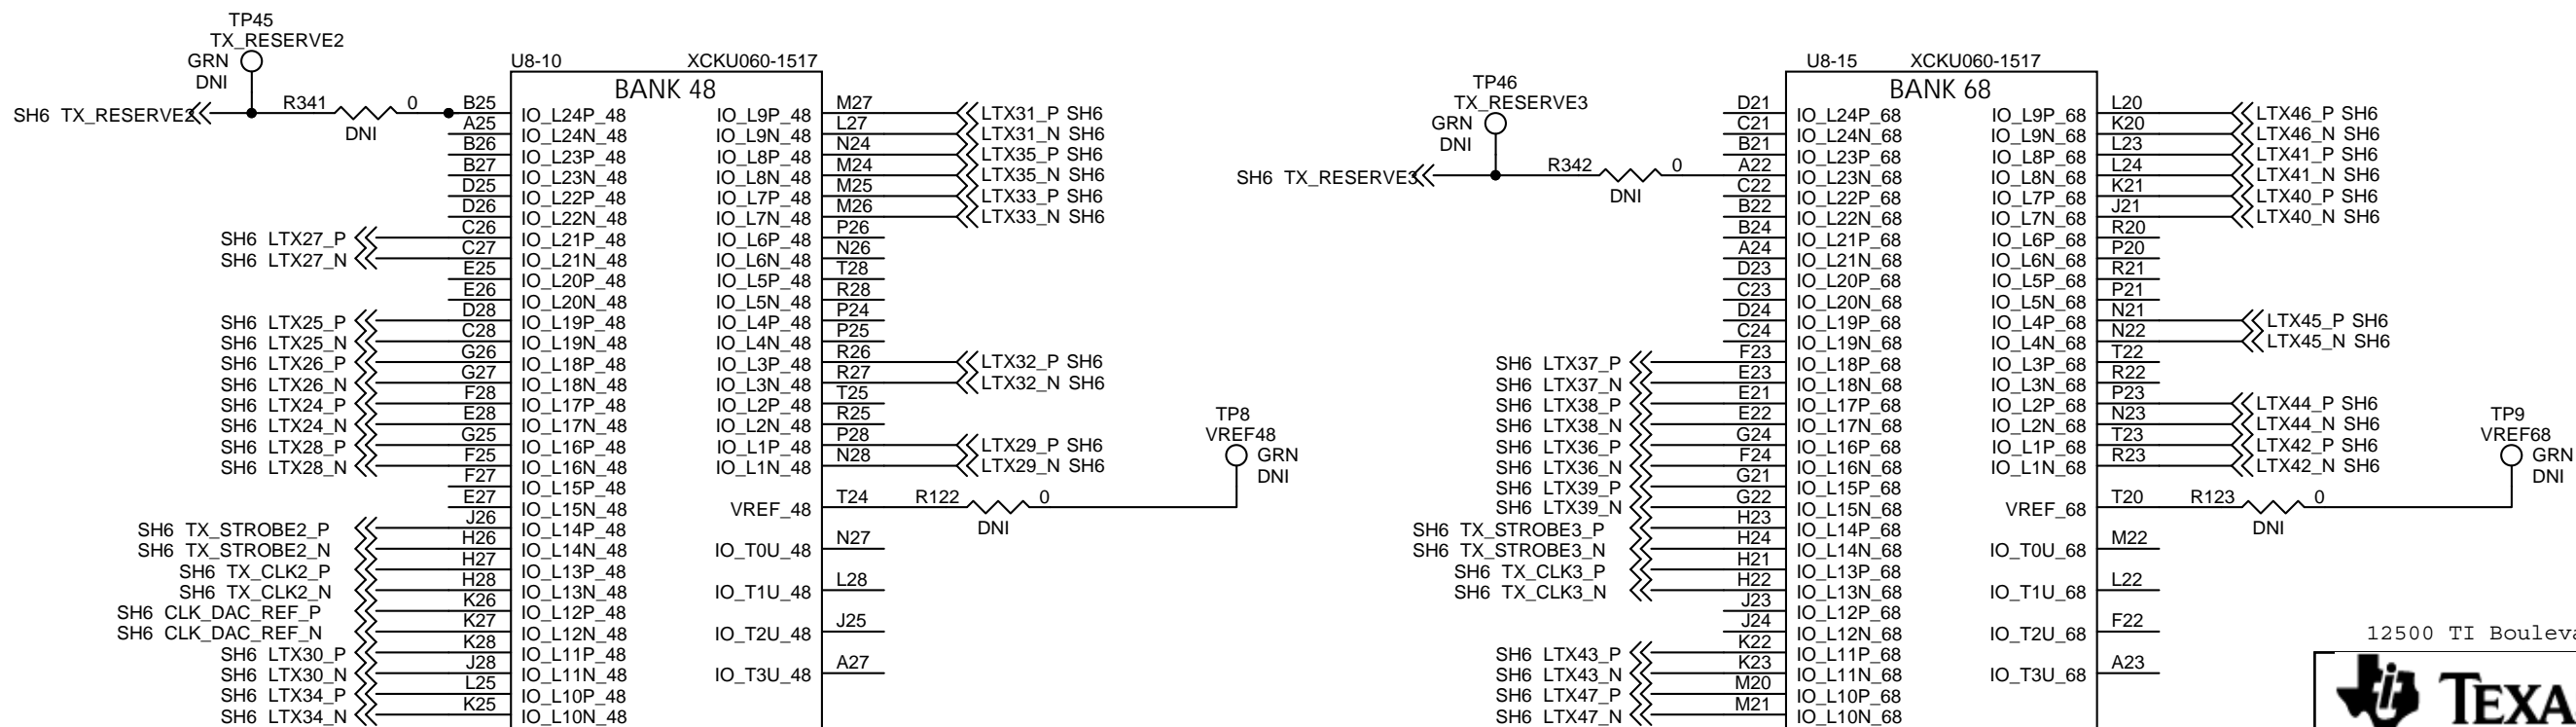 TP45
TX_RESERVE2
GRN
DNI
SH6 TX_RESERVE2
R341
0
DNI
U8-10
XCKU060-1517
BANK 48
B25 IO_L24P_48
A25 IO_L24N_48
B26 IO_L23P_48
B27 IO_L23N_48
D25 IO_L22P_48
D26 IO_L22N_48
SH6 LTX27_P C26 IO_L21P_48
SH6 LTX27_N C27 IO_L21N_48
E25 IO_L20P_48
E26 IO_L20N_48
SH6 LTX25_P D28 IO_L19P_48
SH6 LTX25_N C28 IO_L19N_48
SH6 LTX26_P G26 IO_L18P_48
SH6 LTX26_N G27 IO_L18N_48
SH6 LTX24_P F28 IO_L17P_48
SH6 LTX24_N E28 IO_L17N_48
SH6 LTX28_P G25 IO_L16P_48
SH6 LTX28_N F25 IO_L16N_48
F27 IO_L15P_48
E27 IO_L15N_48
SH6 TX_STROBE2_P J26 IO_L14P_48
SH6 TX_STROBE2_N H26 IO_L14N_48
SH6 TX_CLK2_P H27 IO_L13P_48
SH6 TX_CLK2_N H28 IO_L13N_48
SH6 CLK_DAC_REF_P K26 IO_L12P_48
SH6 CLK_DAC_REF_N K27 IO_L12N_48
SH6 LTX30_P K28 IO_L11P_48
SH6 LTX30_N J28 IO_L11N_48
SH6 LTX34_P L25 IO_L10P_48
SH6 LTX34_N K25 IO_L10N_48
IO_L9P_48 M27 LTX31_P SH6
IO_L9N_48 L27 LTX31_N SH6
IO_L8P_48 N24 LTX35_P SH6
IO_L8N_48 M24 LTX35_N SH6
IO_L7P_48 M25 LTX33_P SH6
IO_L7N_48 M26 LTX33_N SH6
IO_L6P_48 P26
IO_L6N_48 N26
IO_L5P_48 T28
IO_L5N_48 R28
IO_L4P_48 P24
IO_L4N_48 P25
IO_L3P_48 R26 LTX32_P SH6
IO_L3N_48 R27 LTX32_N SH6
IO_L2P_48 T25
IO_L2N_48 R25
IO_L1P_48 P28 LTX29_P SH6
IO_L1N_48 N28 LTX29_N SH6
VREF_48 T24 R122 0
DNI
TP8
VREF48
GRN
DNI
IO_T0U_48 N27
IO_T1U_48 L28
IO_T2U_48 J25
IO_T3U_48 A27
TP46
TX_RESERVE3
GRN
DNI
SH6 TX_RESERVE3
R342
0
DNI
U8-15
XCKU060-1517
BANK 68
D21 IO_L24P_68
C21 IO_L24N_68
B21 IO_L23P_68
A22 IO_L23N_68
C22 IO_L22P_68
B22 IO_L22N_68
B24 IO_L21P_68
A24 IO_L21N_68
D23 IO_L20P_68
C23 IO_L20N_68
D24 IO_L19P_68
C24 IO_L19N_68
SH6 LTX37_P F23 IO_L18P_68
SH6 LTX37_N E23 IO_L18N_68
SH6 LTX38_P E21 IO_L17P_68
SH6 LTX38_N E22 IO_L17N_68
SH6 LTX36_P G24 IO_L16P_68
SH6 LTX36_N F24 IO_L16N_68
SH6 LTX39_P G21 IO_L15P_68
SH6 LTX39_N G22 IO_L15N_68
SH6 TX_STROBE3_P H23 IO_L14P_68
SH6 TX_STROBE3_N H24 IO_L14N_68
SH6 TX_CLK3_P H21 IO_L13P_68
SH6 TX_CLK3_N H22 IO_L13N_68
J23 IO_L12P_68
J24 IO_L12N_68
SH6 LTX43_P K22 IO_L11P_68
SH6 LTX43_N K23 IO_L11N_68
SH6 LTX47_P M20 IO_L10P_68
SH6 LTX47_N M21 IO_L10N_68
IO_L9P_68 L20 LTX46_P SH6
IO_L9N_68 K20 LTX46_N SH6
IO_L8P_68 L23 LTX41_P SH6
IO_L8N_68 L24 LTX41_N SH6
IO_L7P_68 K21 LTX40_P SH6
IO_L7N_68 J21 LTX40_N SH6
IO_L6P_68 R20
IO_L6N_68 P20
IO_L5P_68 R21
IO_L5N_68 P21
IO_L4P_68 N21 LTX45_P SH6
IO_L4N_68 N22 LTX45_N SH6
IO_L3P_68 T22
IO_L3N_68 R22
IO_L2P_68 P23 LTX44_P SH6
IO_L2N_68 N23 LTX44_N SH6
IO_L1P_68 T23 LTX42_P SH6
IO_L1N_68 R23 LTX42_N SH6
VREF_68 T20 R123 0
DNI
TP9
VREF68
GRN
DNI
IO_T0U_68 M22
IO_T1U_68 L22
IO_T2U_68 F22
IO_T3U_68 A23
12500 TI Bouleva
TEXA